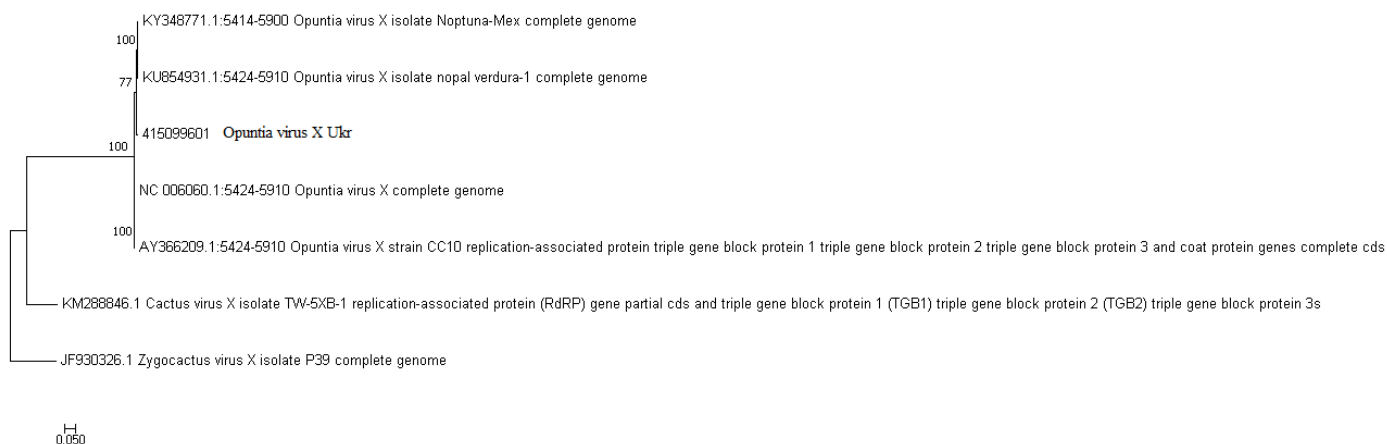 KY348771.1:5414-5900 Opuntia virus X isolate Noptuna-Mex complete genome
100
77
KU854931.1:5424-5910 Opuntia virus X isolate nopal verdura-1 complete genome
415099601 Opuntia virus X Ukr
100
NC 006060.1:5424-5910 Opuntia virus X complete genome
100
AY366209.1:5424-5910 Opuntia virus X strain CC10 replication-associated protein triple gene block protein 1 triple gene block protein 2 triple gene block protein 3 and coat protein genes complete cds
KM288846.1 Cactus virus X isolate TW-5XB-1 replication-associated protein (RdRP) gene partial cds and triple gene block protein 1 (TGB1) triple gene block protein 2 (TGB2) triple gene block protein 3s
JF930326.1 Zygocactus virus X isolate P39 complete genome
0.050